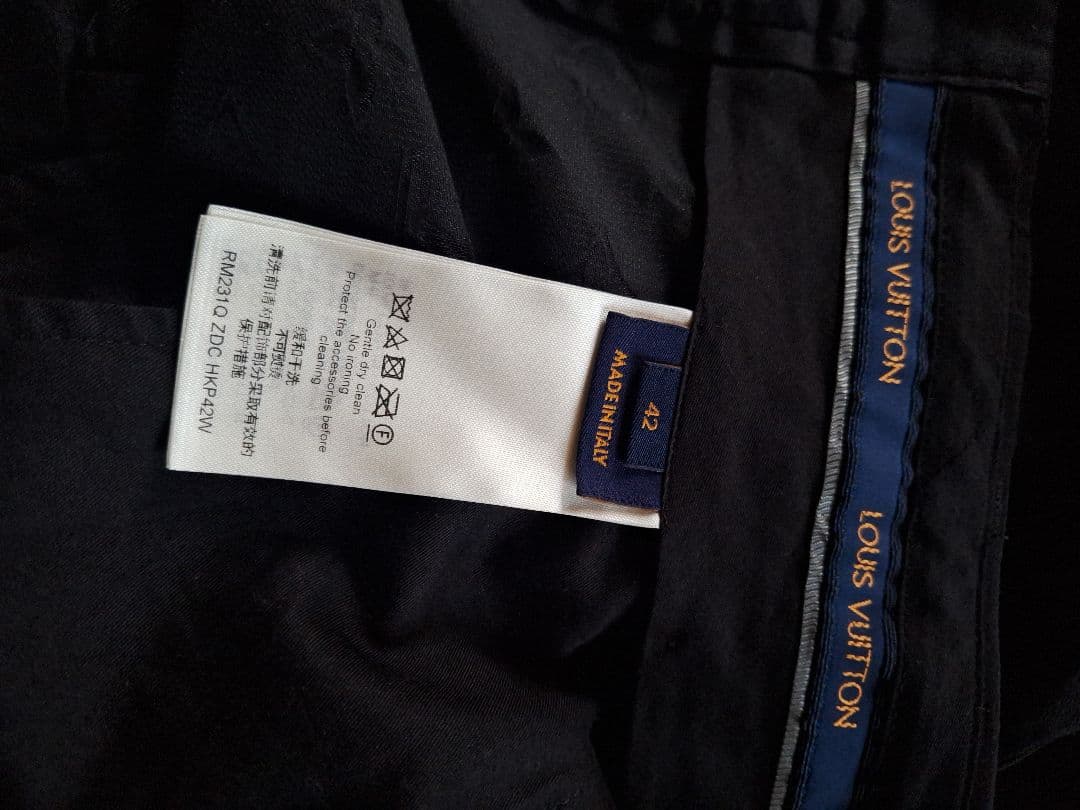 LOUIS VUITTON LOUIS VUITTON
42
MADE IN ITALY
F
Gentle dry clean
No ironing
Protect the accessories before
cleaning
缓和干洗
不可熨烫
清洗前请对配饰部分采取有效的
保护措施
RM231Q ZDC HKP42W